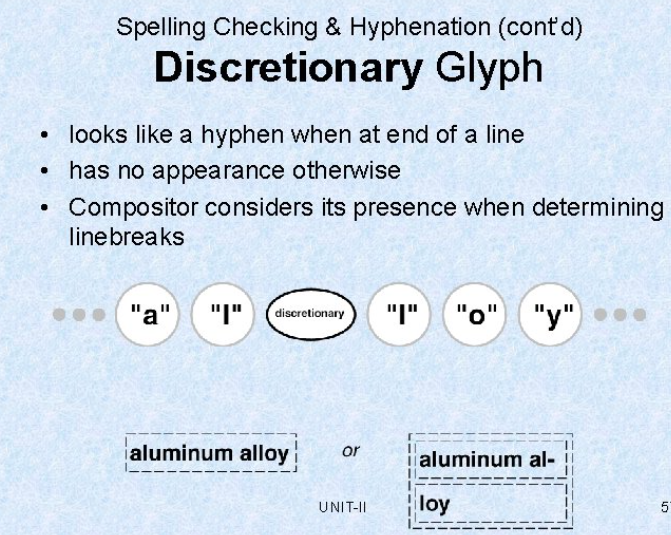 Spelling Checking & Hyphenation (cont'd)
Discretionary Glyph
• looks like a hyphen when at end of a line
• has no appearance otherwise
• Compositor considers its presence when determining
linebreaks
"a" "l" discretionary "l" "o" "y"
aluminum alloy or aluminum al-
loy
UNIT-II